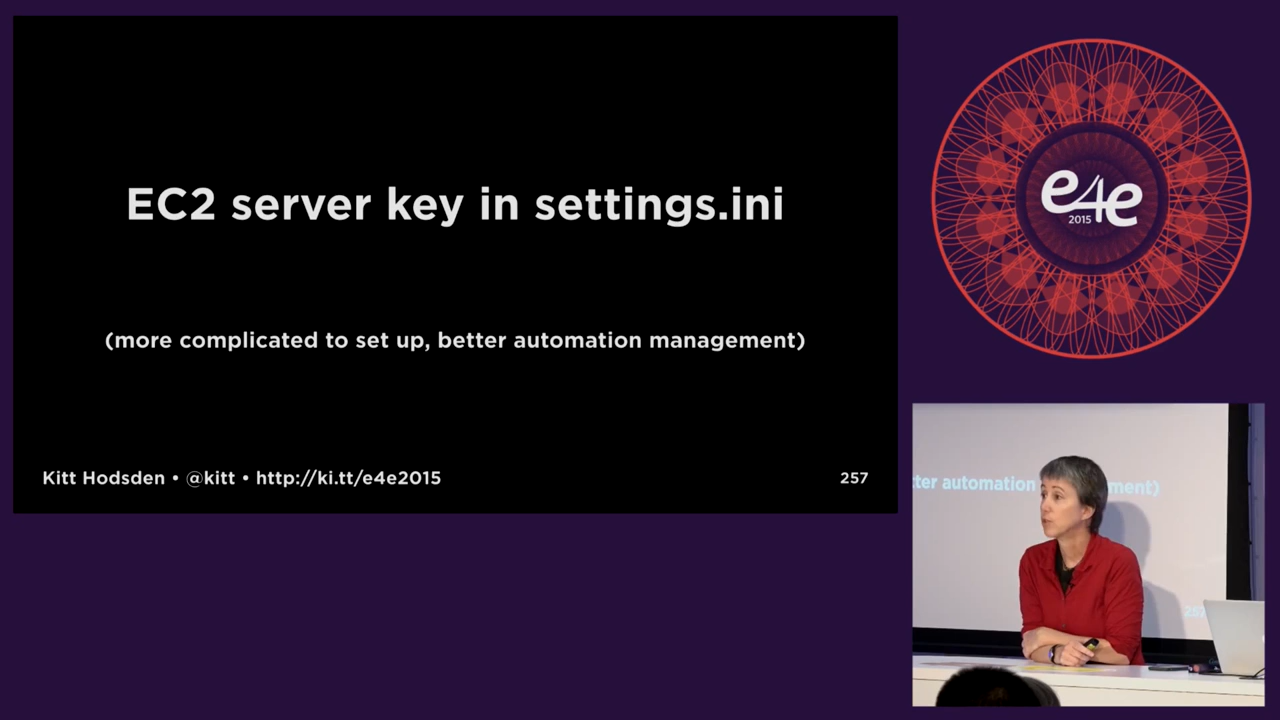 EC2 server key in settings.ini
(more complicated to set up, better automation management)
Kitt Hodsden • @kitt • http://ki.tt/e4e2015
257
e4e
2015
ter automation
ment)
257